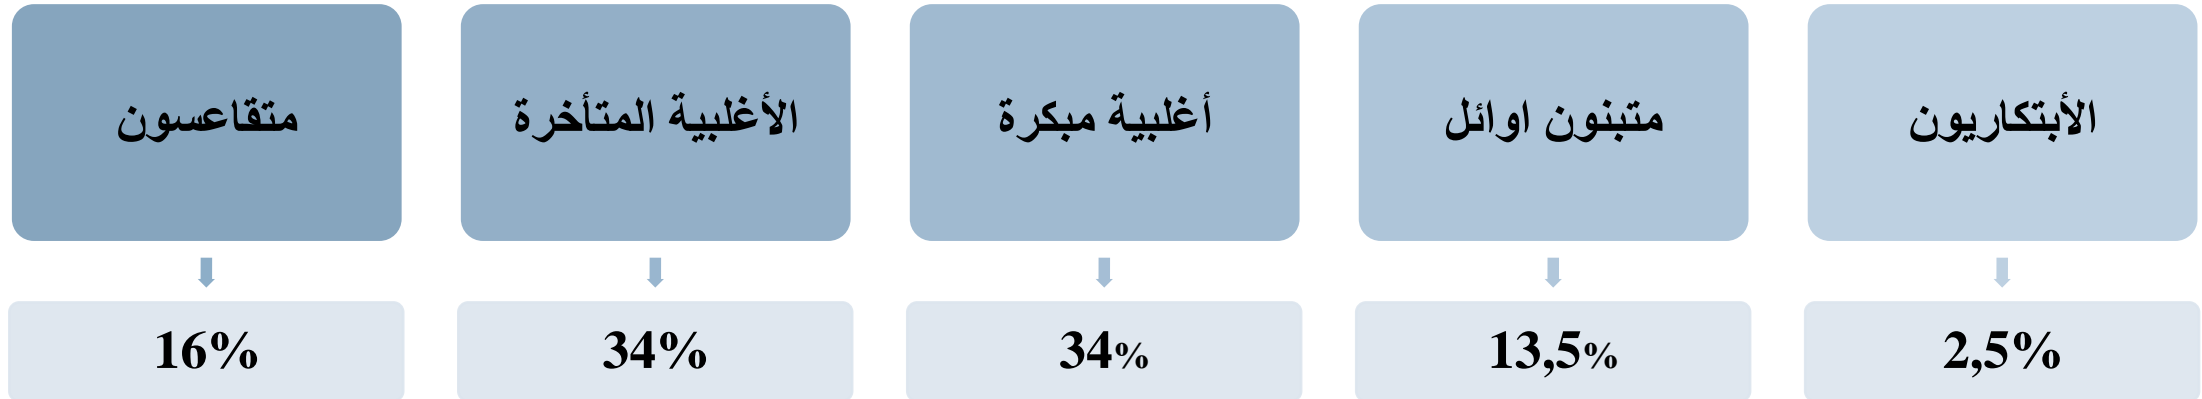 الأبتكاريون
متبنون اوائل
أغلبية مبكرة
الأغلبية المتأخرة
متقاعسون
2,5%
13,5%
34%
34%
16%